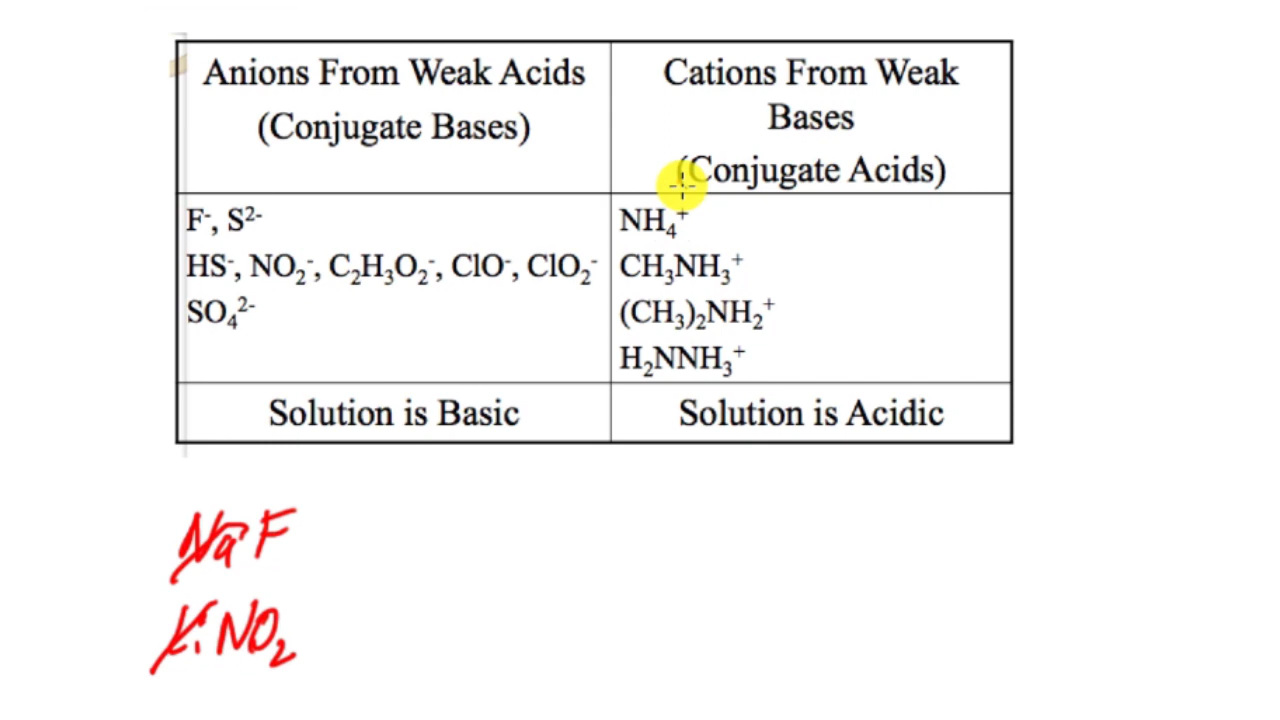 Anions From Weak Acids
(Conjugate Bases)
Cations From Weak
Bases
(Conjugate Acids)
F⁻, S²⁻
HS⁻, NO₂⁻, C₂H₃O₂⁻, ClO⁻, ClO₂⁻
SO₄²⁻
NH₄⁺
CH₃NH₃⁺
(CH₃)₂NH₂⁺
H₂NNH₃⁺
Solution is Basic
Solution is Acidic
NaF
KNO₂